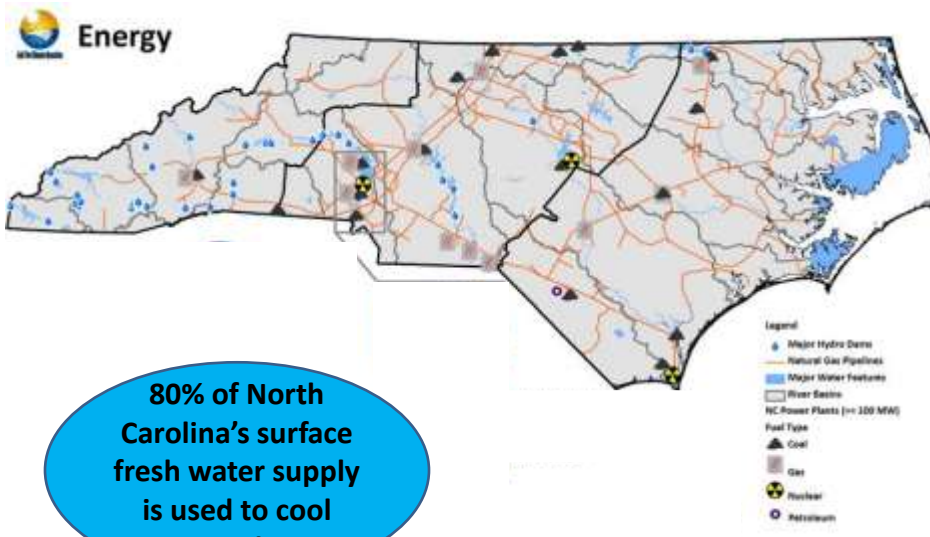 Energy
Legend
Major Hydro Dams
Natural Gas Pipelines
Major Water Features
River Basins
NC Power Plants (>= 100 MW)
Fuel Type
Coal
Gas
Nuclear
Petroleum
80% of North
Carolina’s surface
fresh water supply
is used to cool